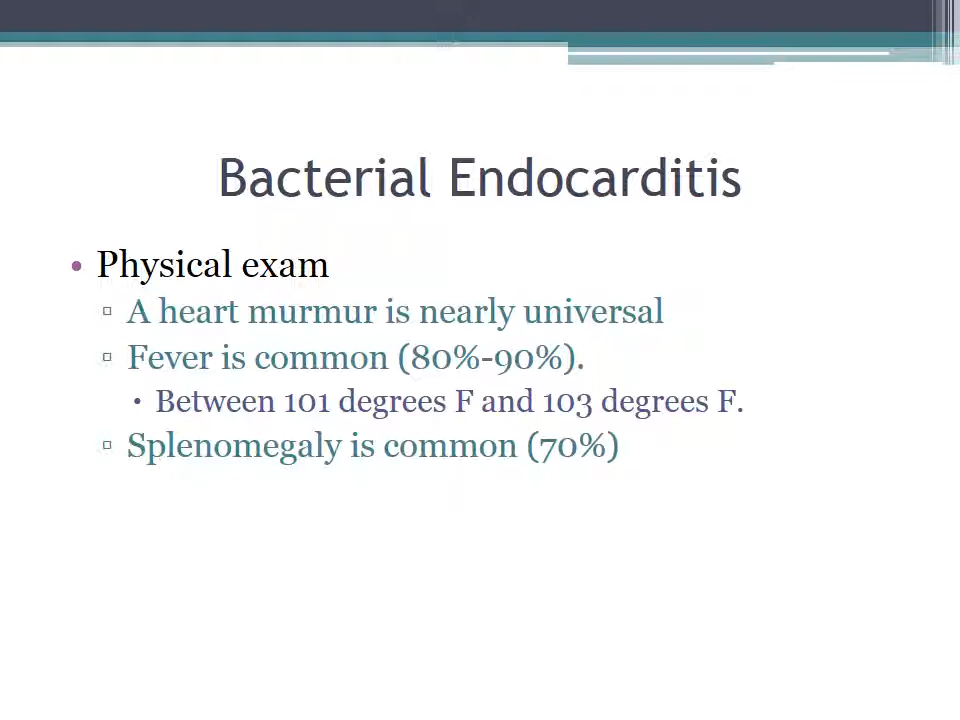 Bacterial Endocarditis
• Physical exam
▫ A heart murmur is nearly universal
▫ Fever is common (80%-90%).
▪ Between 101 degrees F and 103 degrees F.
▫ Splenomegaly is common (70%)